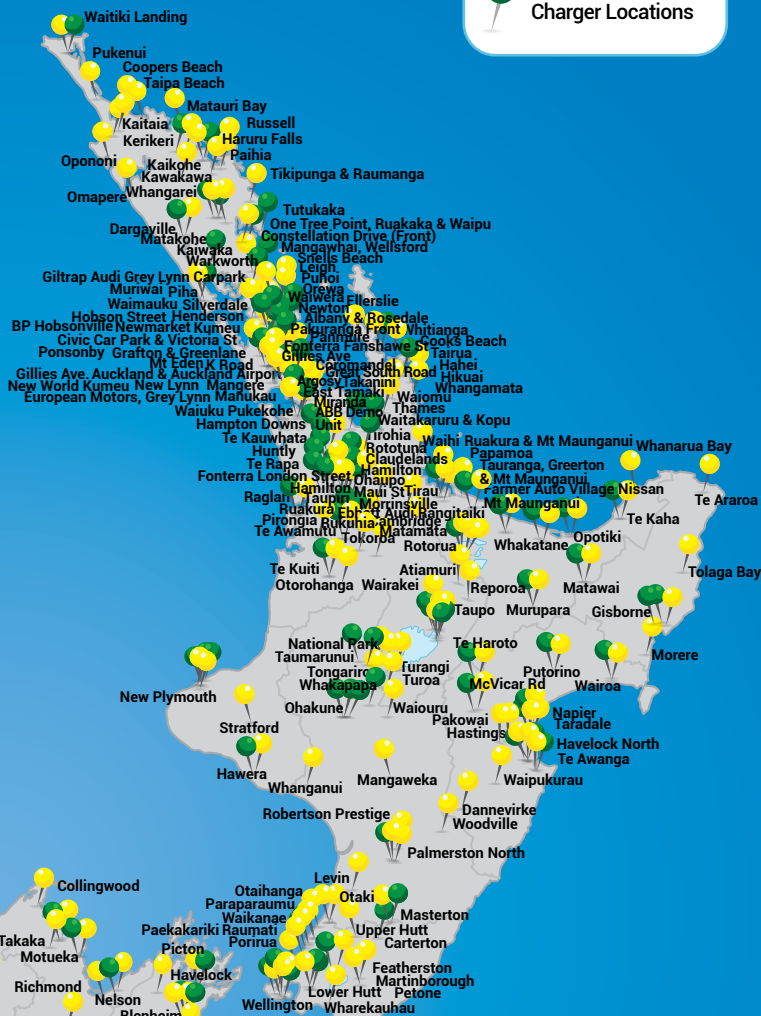 Charger Locations
Waitiki Landing
Pukenui
Coopers Beach
Taipa Beach
Matauri Bay
Kaitaia
Russell
Kerikeri
Haruru Falls
Paihia
Opononi
Kaikohe
Kawakawa
Tikipunga & Raumanga
Omapere
Whangarei
Tutukaka
Dargaville
One Tree Point, Ruakaka & Waipu
Matakohe
Constellation Drive (Front)
Kaiwaka
Mangawhai, Wellsford
Warkworth
Snells Beach
Leigh
Giltrap Audi Grey Lynn Carpark
Puhoi
Muriwai
Piha
Orewa
Waimauku
Silverdale
Waiwera
Ellerslie
Hobson Street
Henderson
Newton
Albany & Rosedale
BP Hobsonville
Newmarket
Kumeu
Pakuranga Front
Whitianga
Civic Car Park & Victoria St
Panmure
Fonterra Fanshawe St
Cooks Beach
Ponsonby
Grafton & Greenlane
Gillies Ave
Tairua
Mt Eden
K Road
Coromandel
Hahei
Gillies Ave. Auckland & Auckland Airport
Great South Road
Hikuai
New World Kumeu
New Lynn
Mangere
Argosy
Takanini
Whangamata
European Motors, Grey Lynn
Manukau
East Tamaki
Waiomu
Miranda
Thames
Waiuku
Pukekohe
ABB Demo
Unit
Waitakaruru & Kopu
Hampton Downs
Te Kauwhata
Tirohia
Waihi
Ruakura & Mt Maunganui
Huntly
Rototuna
Papamoa
Whanarua Bay
Te Rapa
Claudelands
Tauranga, Greerton
& Mt Maunganui
Fonterra London Street
Hamilton
Ohaupo
Farmer Auto Village Nissan
Raglan
Hamilton
Maui St
Tirau
Te Araroa
Taupiri
Morrinsville
Mt Maunganui
Ruakura
Ebbett Audi
Rangitaiki
Te Kaha
Pirongia
Rukuhia
Cambridge
Te Awamutu
Tokoroa
Matamata
Opotiki
Rotorua
Whakatane
Te Kuiti
Atiamuri
Tolaga Bay
Otorohanga
Wairakei
Reporoa
Matawai
Taupo
Murupara
Gisborne
National Park
Te Haroto
Taumarunui
Morere
Tongariro
Turangi
Putorino
Whakapapa
Turoa
McVicar Rd
Wairoa
New Plymouth
Ohakune
Waiouru
Pakowai
Napier
Stratford
Hastings
Taradale
Havelock North
Te Awanga
Hawera
Mangaweka
Waipukurau
Whanganui
Robertson Prestige
Dannevirke
Woodville
Palmerston North
Levin
Collingwood
Otaihanga
Otaki
Paraparaumu
Waikanae
Masterton
Takaka
Paekakariki
Raumati
Upper Hutt
Motueka
Porirua
Carterton
Picton
Featherston
Havelock
Martinborough
Richmond
Nelson
Lower Hutt
Petone
Wellington
Wharekauhau
Blenheim